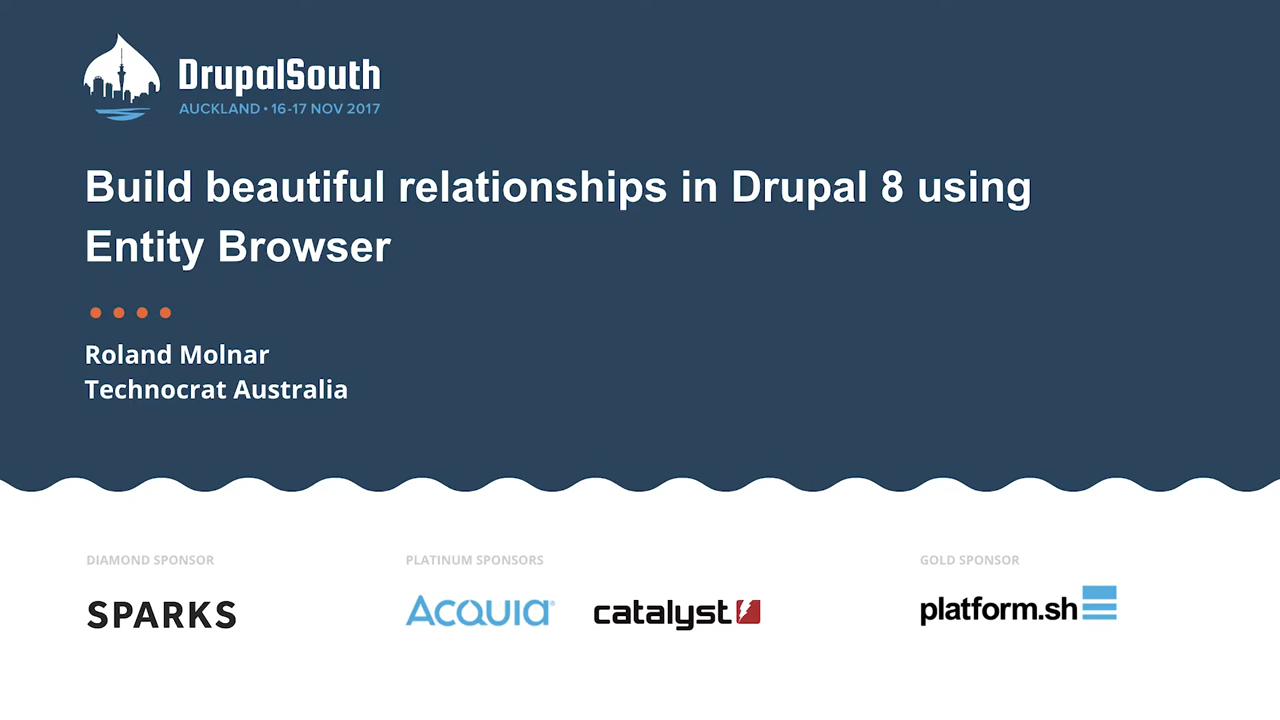 DrupalSouth
AUCKLAND • 16-17 NOV 2017
Build beautiful relationships in Drupal 8 using
Entity Browser
Roland Molnar
Technocrat Australia
DIAMOND SPONSOR
PLATINUM SPONSORS
GOLD SPONSOR
SPARKS
ACQUIA®
catalyst
platform.sh